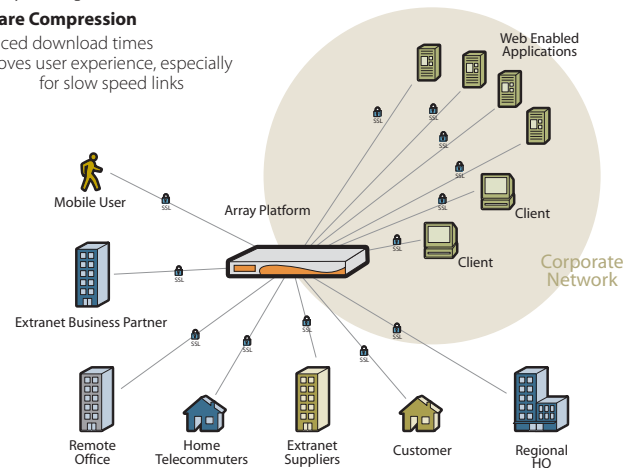 are Compression
ced download times
oves user experience, especially
for slow speed links
Web Enabled
Applications
SSL
SSL
SSL
SSL
Mobile User
SSL
SSL
Array Platform
Client
SSL
Client
Corporate
Network
SSL
Extranet Business Partner
SSL
SSL
SSL
SSL
SSL
Remote
Office
Home
Telecommuters
Extranet
Suppliers
Customer
Regional
HQ